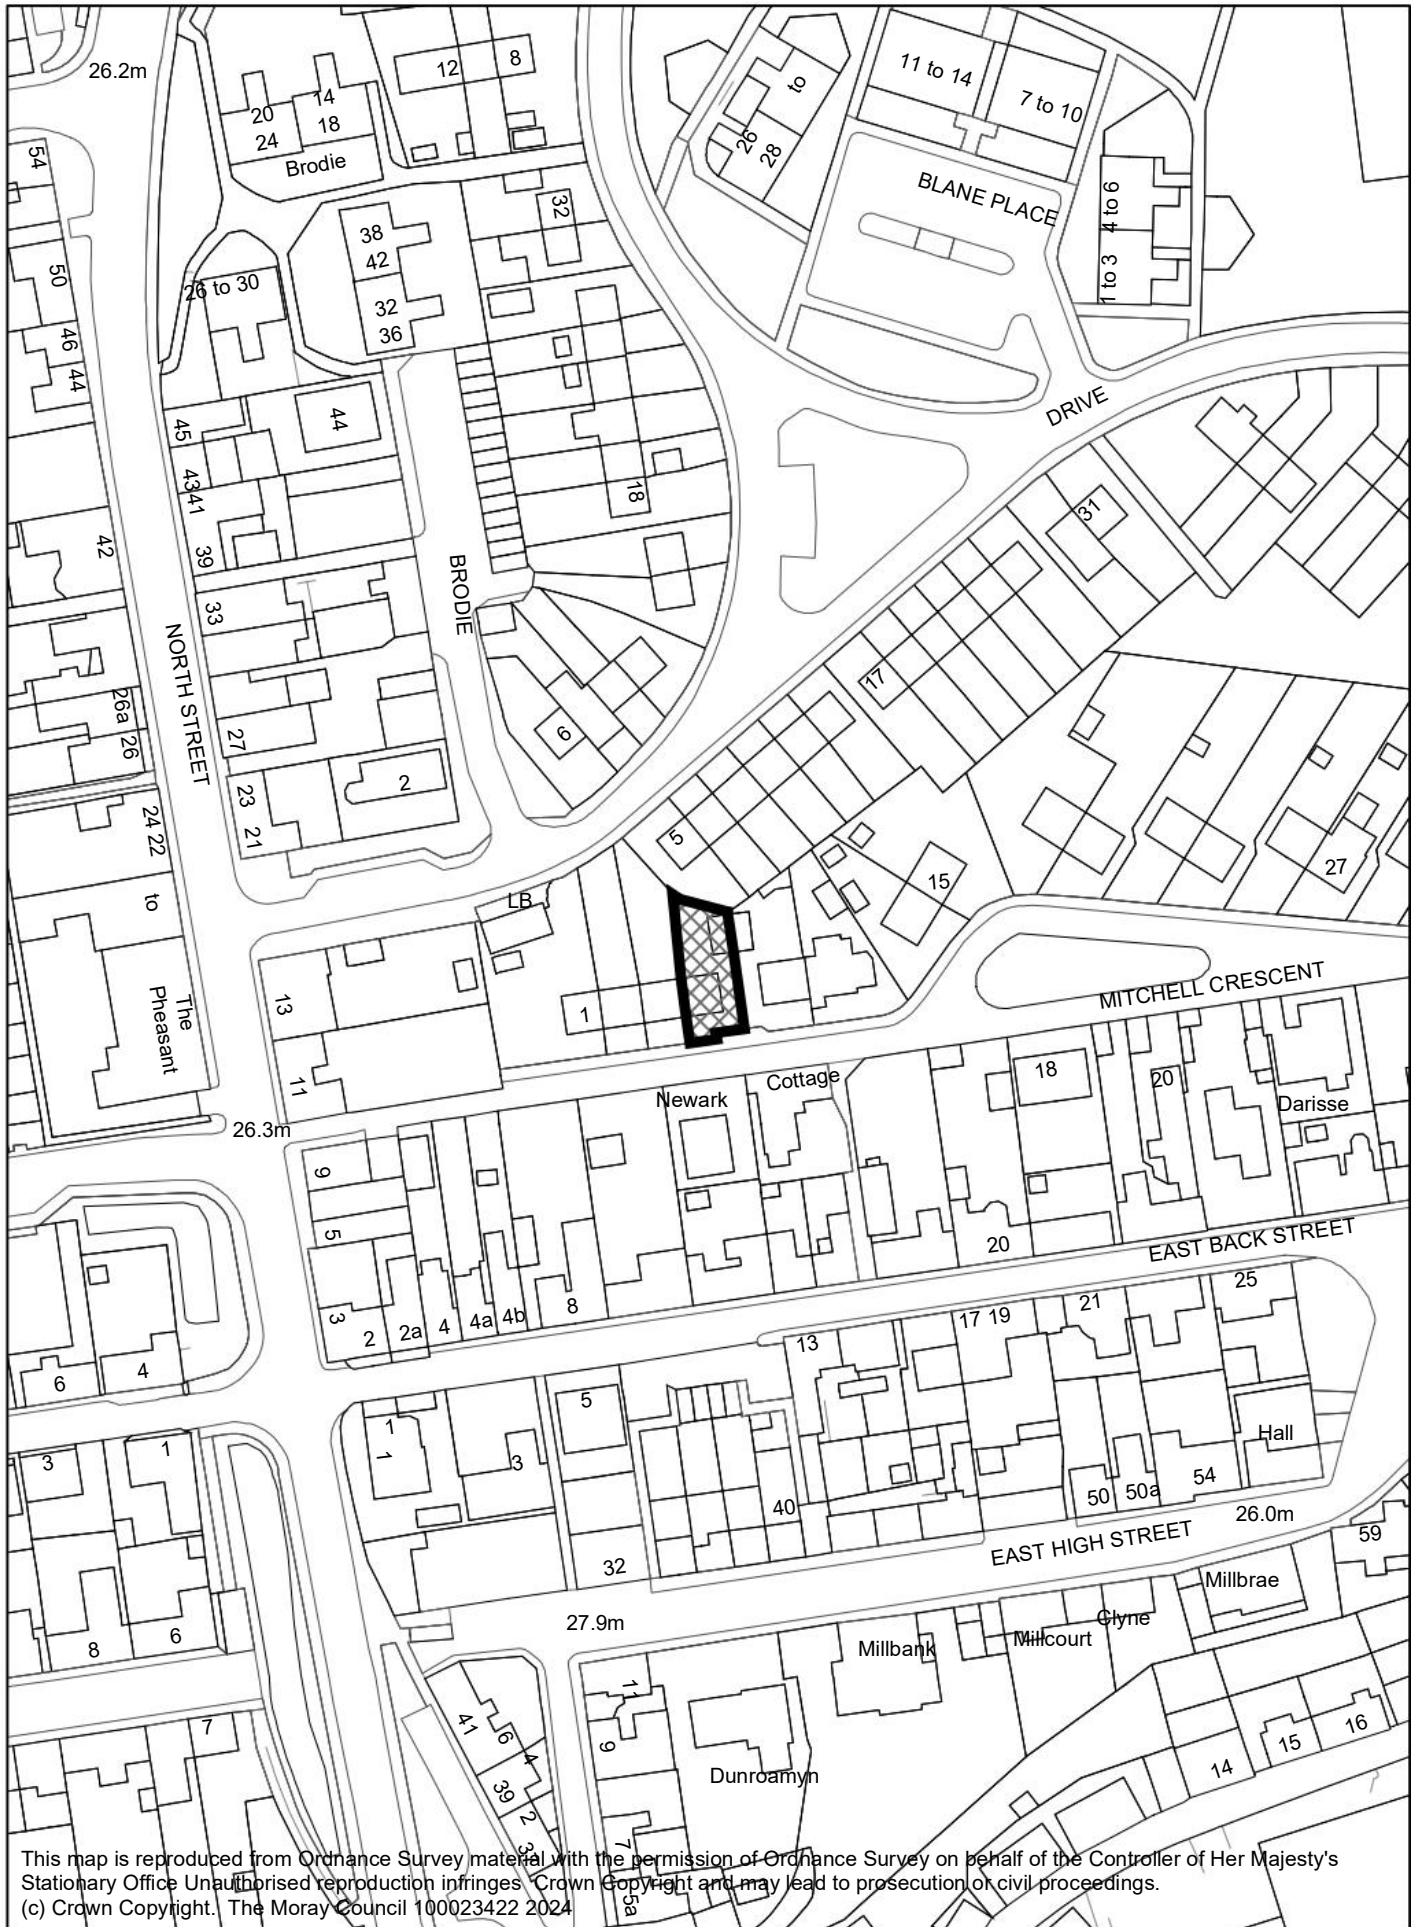 26.2m
12
8
11 to 14
7 to 10
to
26
28
20
14
24
18
Brodie
54
BLANE PLACE
4 to 6
1 to 3
32
38
42
32
36
50
26 to 30
46
44
DRIVE
45
44
43
41
18
31
42
39
BRODIE
33
NORTH STREET
17
26a
26
27
6
2
23
21
24
22
to
5
15
27
LB
The
Pheasant
13
1
MITCHELL CRESCENT
11
Newark
Cottage
18
20
Darisse
26.3m
9
5
20
EAST BACK STREET
3
2
2a
4
4a
4b
8
13
17
19
21
25
6
4
5
1
1
3
Hall
3
1
40
50
50a
54
26.0m
EAST HIGH STREET
59
32
27.9m
Millbrae
Clyne
Millcourt
Millbank
8
6
7
11
41
6
4
9
39
2
Dunroamyn
14
15
16
7
5a
This map is reproduced from Ordnance Survey material with the permission of Ordnance Survey on behalf of the Controller of Her Majesty's
Stationary Office Unauthorised reproduction infringes Crown Copyright and may lead to prosecution or civil proceedings.
(c) Crown Copyright. The Moray Council 100023422 2024